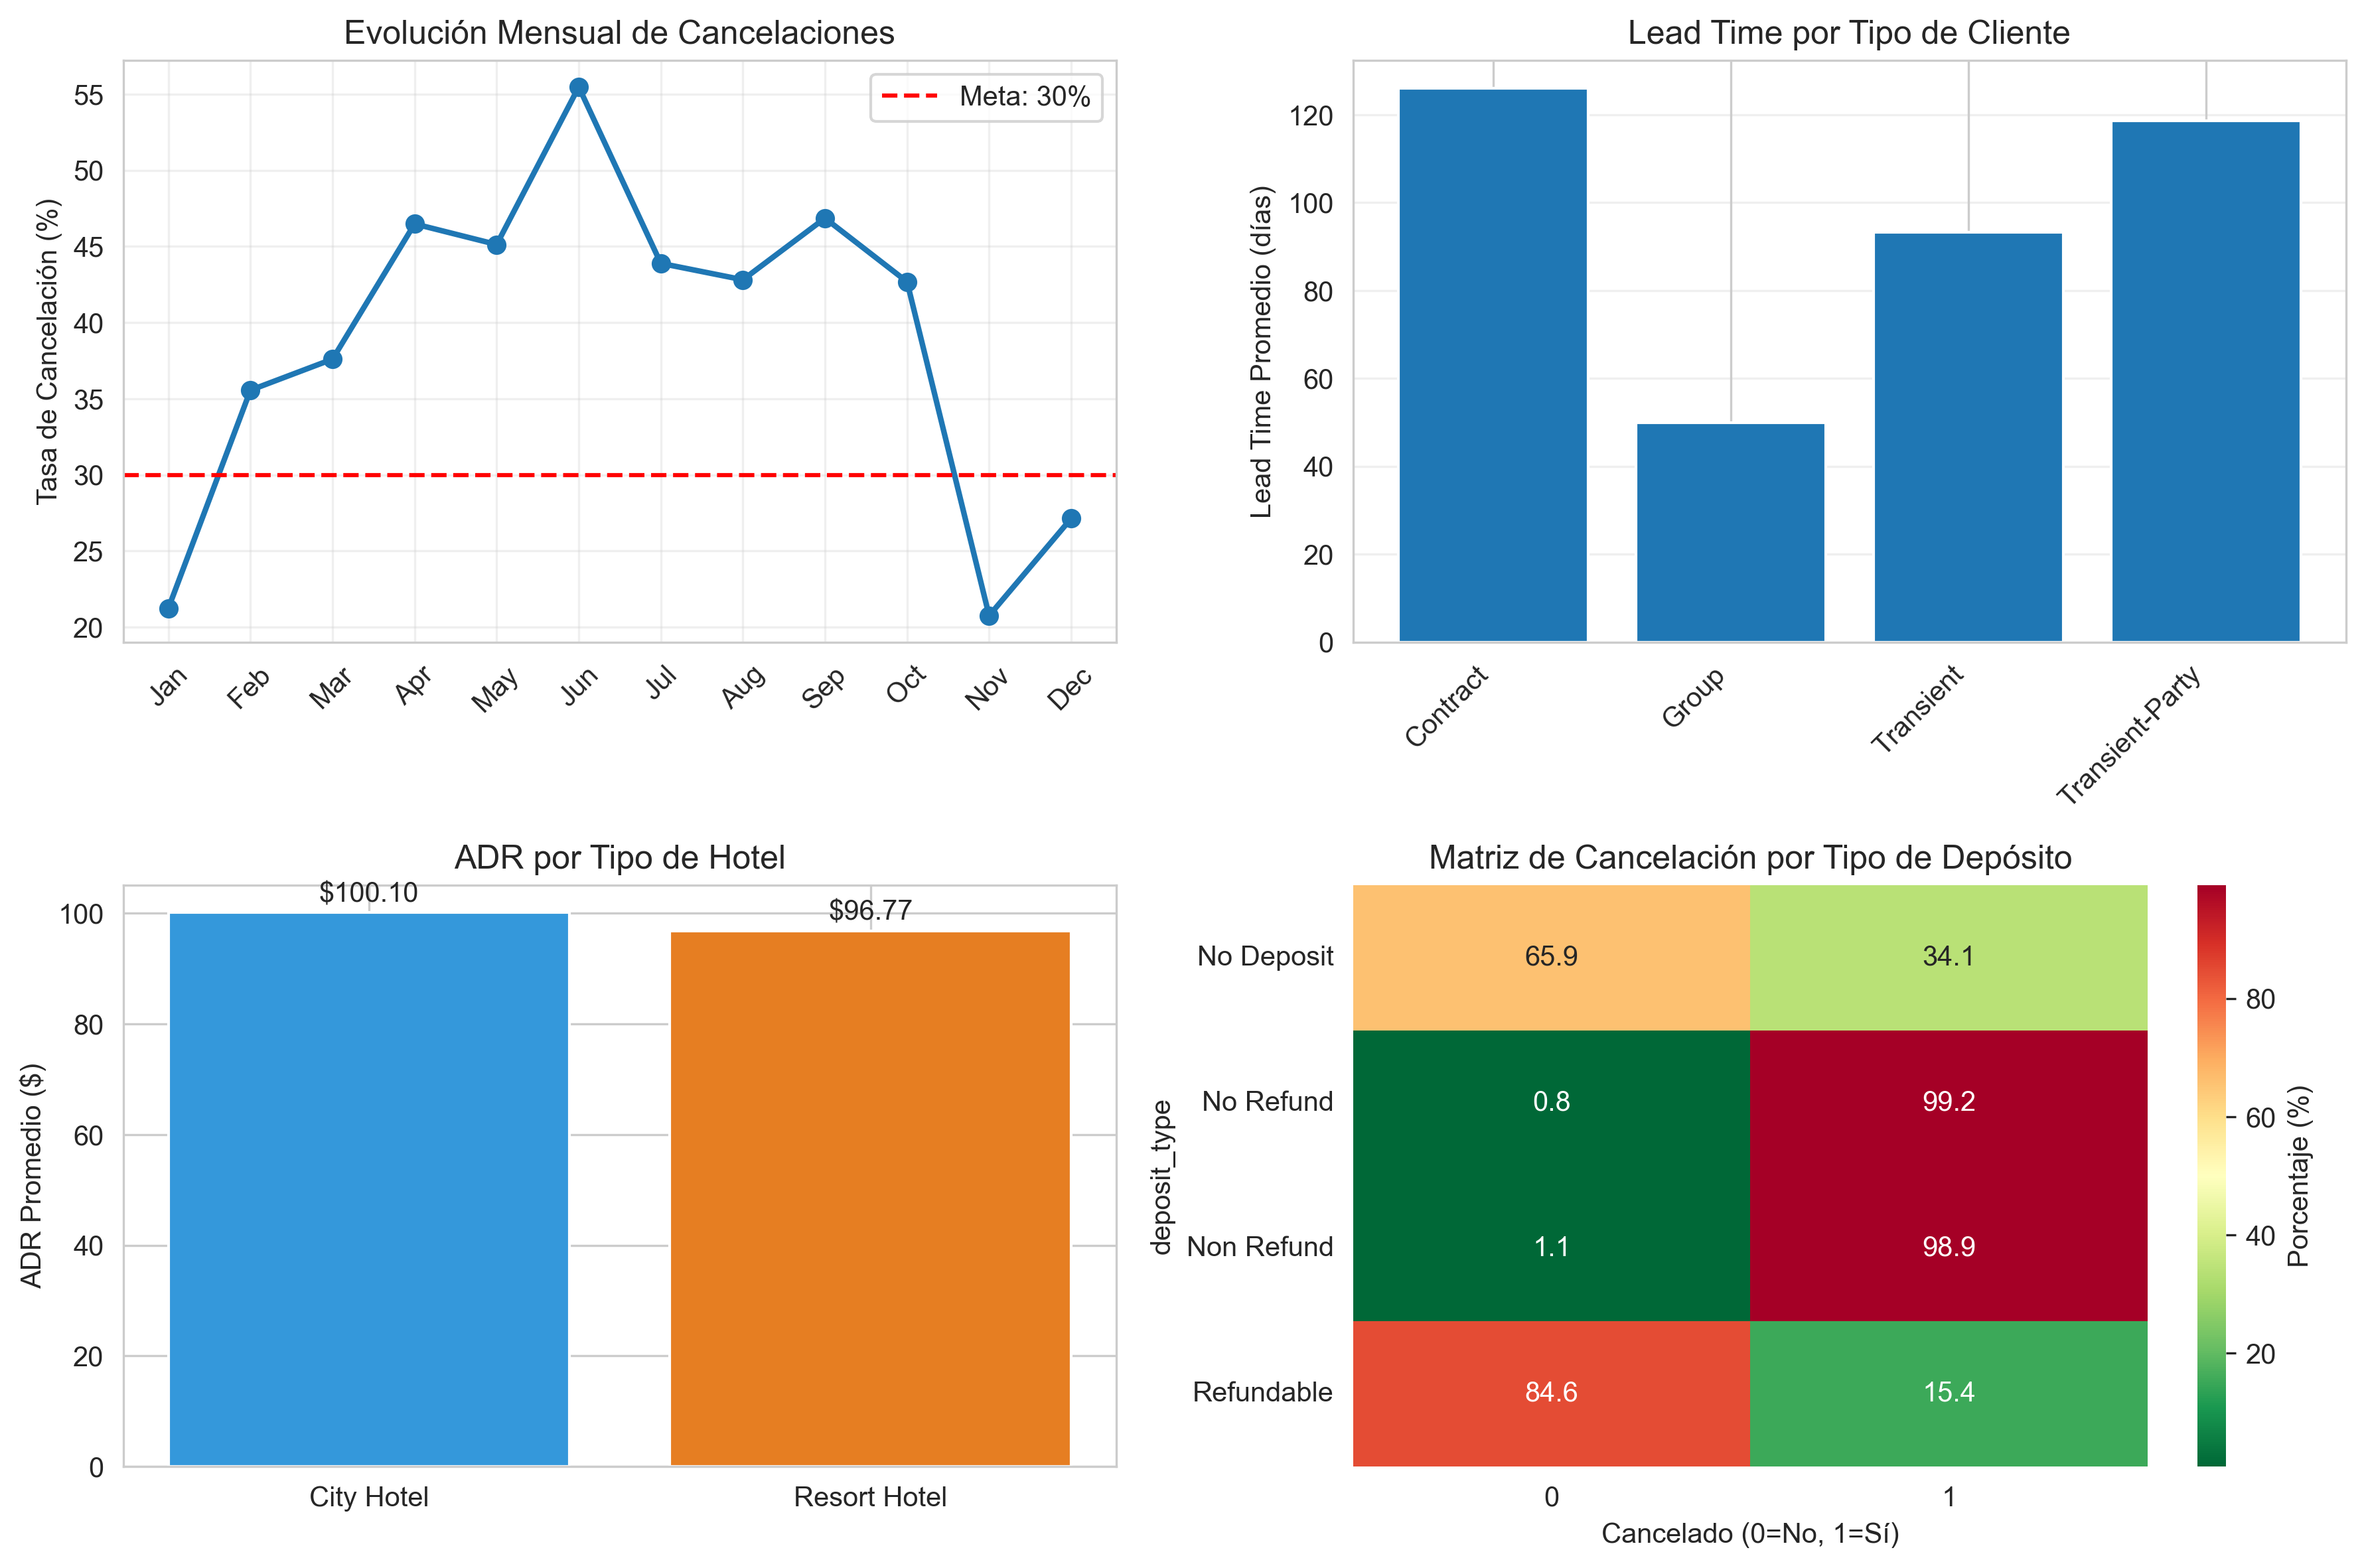 Evolución Mensual de Cancelaciones
Tasa de Cancelación (%)
55
50
45
40
35
30
25
20
Meta: 30%
Jan
Feb
Mar
Apr
May
Jun
Jul
Aug
Sep
Oct
Nov
Dec
Lead Time por Tipo de Cliente
Lead Time Promedio (días)
120
100
80
60
40
20
0
Contract
Group
Transient
Transient-Party
ADR por Tipo de Hotel
ADR Promedio ($)
100
80
60
40
20
0
$100.10
$96.77
City Hotel
Resort Hotel
Matriz de Cancelación por Tipo de Depósito
deposit_type
No Deposit
65.9
34.1
No Refund
0.8
99.2
Non Refund
1.1
98.9
Refundable
84.6
15.4
0
1
Cancelado (0=No, 1=Sí)
80
60
40
20
Porcentaje (%)